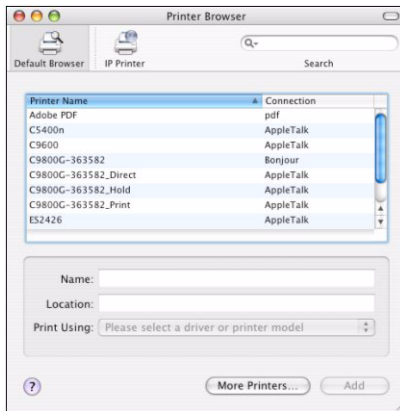 Printer Browser
Default Browser
IP Printer
Search
Printer Name Connection
Adobe PDF pdf
C5400n AppleTalk
C9600 AppleTalk
C9800G-363582 Bonjour
C9800G-363582_Direct AppleTalk
C9800G-363582_Hold AppleTalk
C9800G-363582_Print AppleTalk
ES2426 AppleTalk
Name:
Location:
Print Using: Please select a driver or printer model
? More Printers... Add